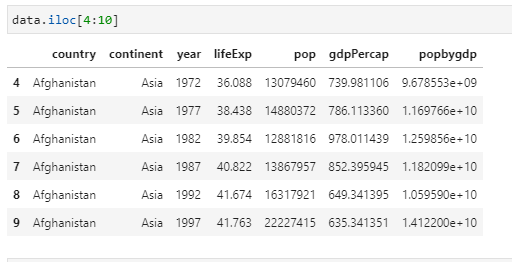 data.iloc[4:10]
country continent year lifeExp pop gdpPercap popbygdp
4 Afghanistan Asia 1972 36.088 13079460 739.981106 9.678553e+09
5 Afghanistan Asia 1977 38.438 14880372 786.113360 1.169766e+10
6 Afghanistan Asia 1982 39.854 12881816 978.011439 1.259856e+10
7 Afghanistan Asia 1987 40.822 13867957 852.395945 1.182099e+10
8 Afghanistan Asia 1992 41.674 16317921 649.341395 1.059590e+10
9 Afghanistan Asia 1997 41.763 22227415 635.341351 1.412200e+10